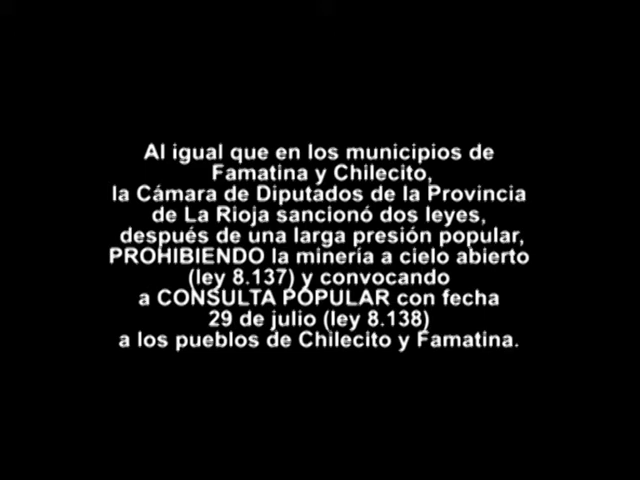 Al igual que en los municipios de
Famatina y Chilecito,
la Cámara de Diputados de la Provincia
de La Rioja sancionó dos leyes,
después de una larga presión popular,
PROHIBIENDO la minería a cielo abierto
(ley 8.137) y convocando
a CONSULTA POPULAR con fecha
29 de julio (ley 8.138)
a los pueblos de Chilecito y Famatina.